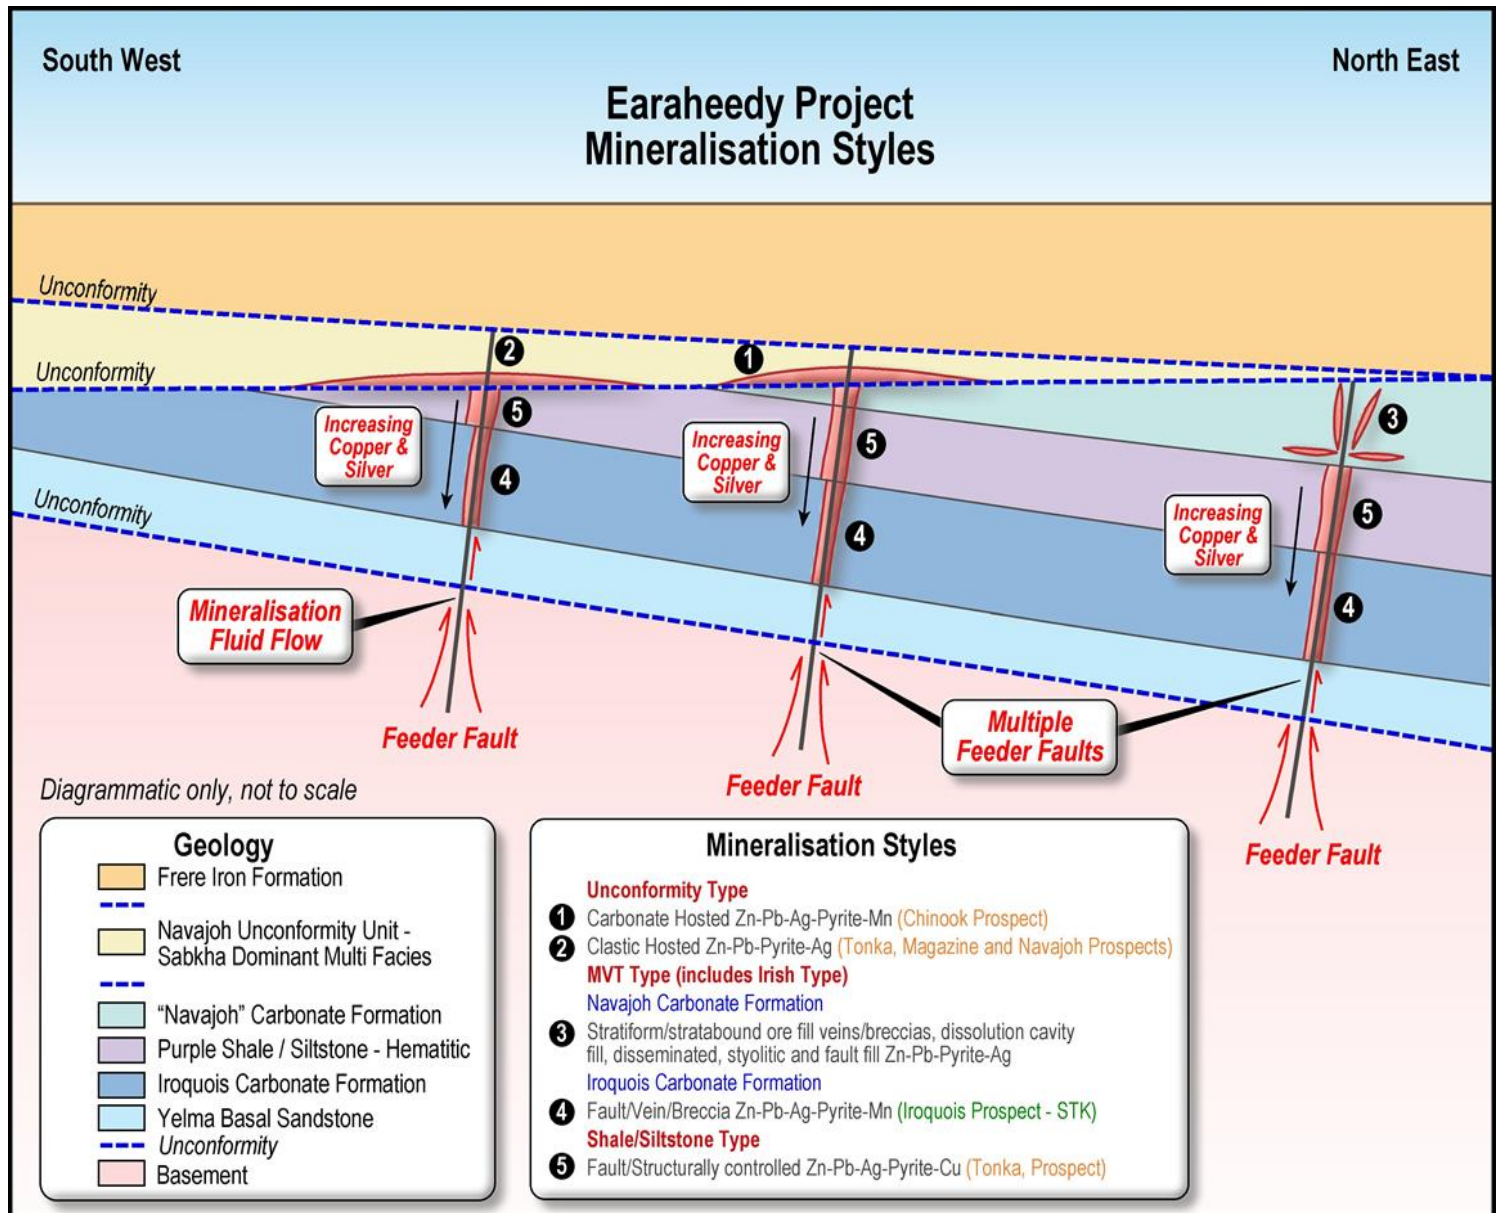 South West
North East
Earaheedy Project
Mineralisation Styles
Unconformity
Unconformity
Unconformity
2
1
3
5
5
5
4
4
4
Increasing
Copper &
Silver
Increasing
Copper &
Silver
Increasing
Copper &
Silver
Mineralisation
Fluid Flow
Multiple
Feeder Faults
Feeder Fault
Feeder Fault
Feeder Fault
Diagrammatic only, not to scale
Geology
Frere Iron Formation
Navajoh Unconformity Unit -
Sabkha Dominant Multi Facies
"Navajoh" Carbonate Formation
Purple Shale / Siltstone - Hematitic
Iroquois Carbonate Formation
Yelma Basal Sandstone
Unconformity
Basement
Mineralisation Styles
Unconformity Type
1 Carbonate Hosted Zn-Pb-Ag-Pyrite-Mn (Chinook Prospect)
2 Clastic Hosted Zn-Pb-Pyrite-Ag (Tonka, Magazine and Navajoh Prospects)
MVT Type (includes Irish Type)
Navajoh Carbonate Formation
3 Stratiform/stratabound ore fill veins/breccias, dissolution cavity
fill, disseminated, styolitic and fault fill Zn-Pb-Pyrite-Ag
Iroquois Carbonate Formation
4 Fault/Vein/Breccia Zn-Pb-Ag-Pyrite-Mn (Iroquois Prospect - STK)
Shale/Siltstone Type
5 Fault/Structurally controlled Zn-Pb-Ag-Pyrite-Cu (Tonka, Prospect)